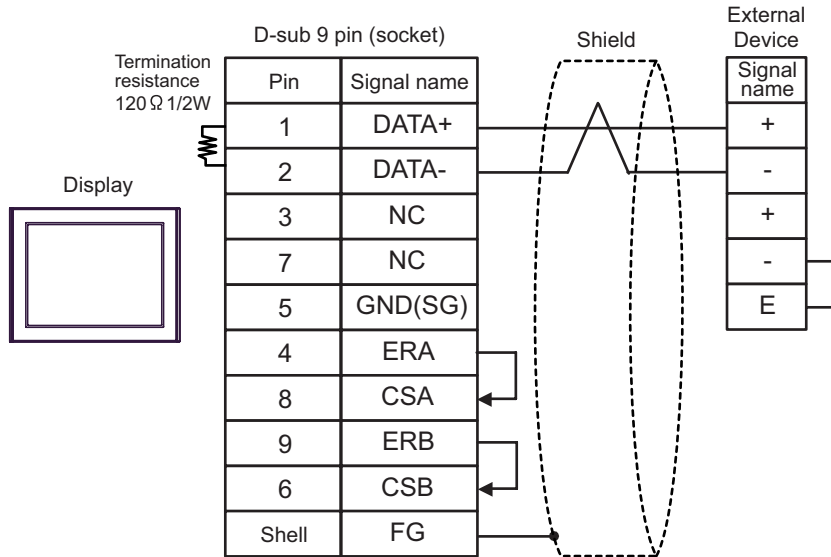 D-sub 9 pin (socket)
Shield
External
Device
Termination
resistance
120Ω 1/2W
Display
Pin Signal name
1 DATA+
2 DATA-
3 NC
7 NC
5 GND(SG)
4 ERA
8 CSA
9 ERB
6 CSB
Shell FG
Signal
name
+
-
+
-
E